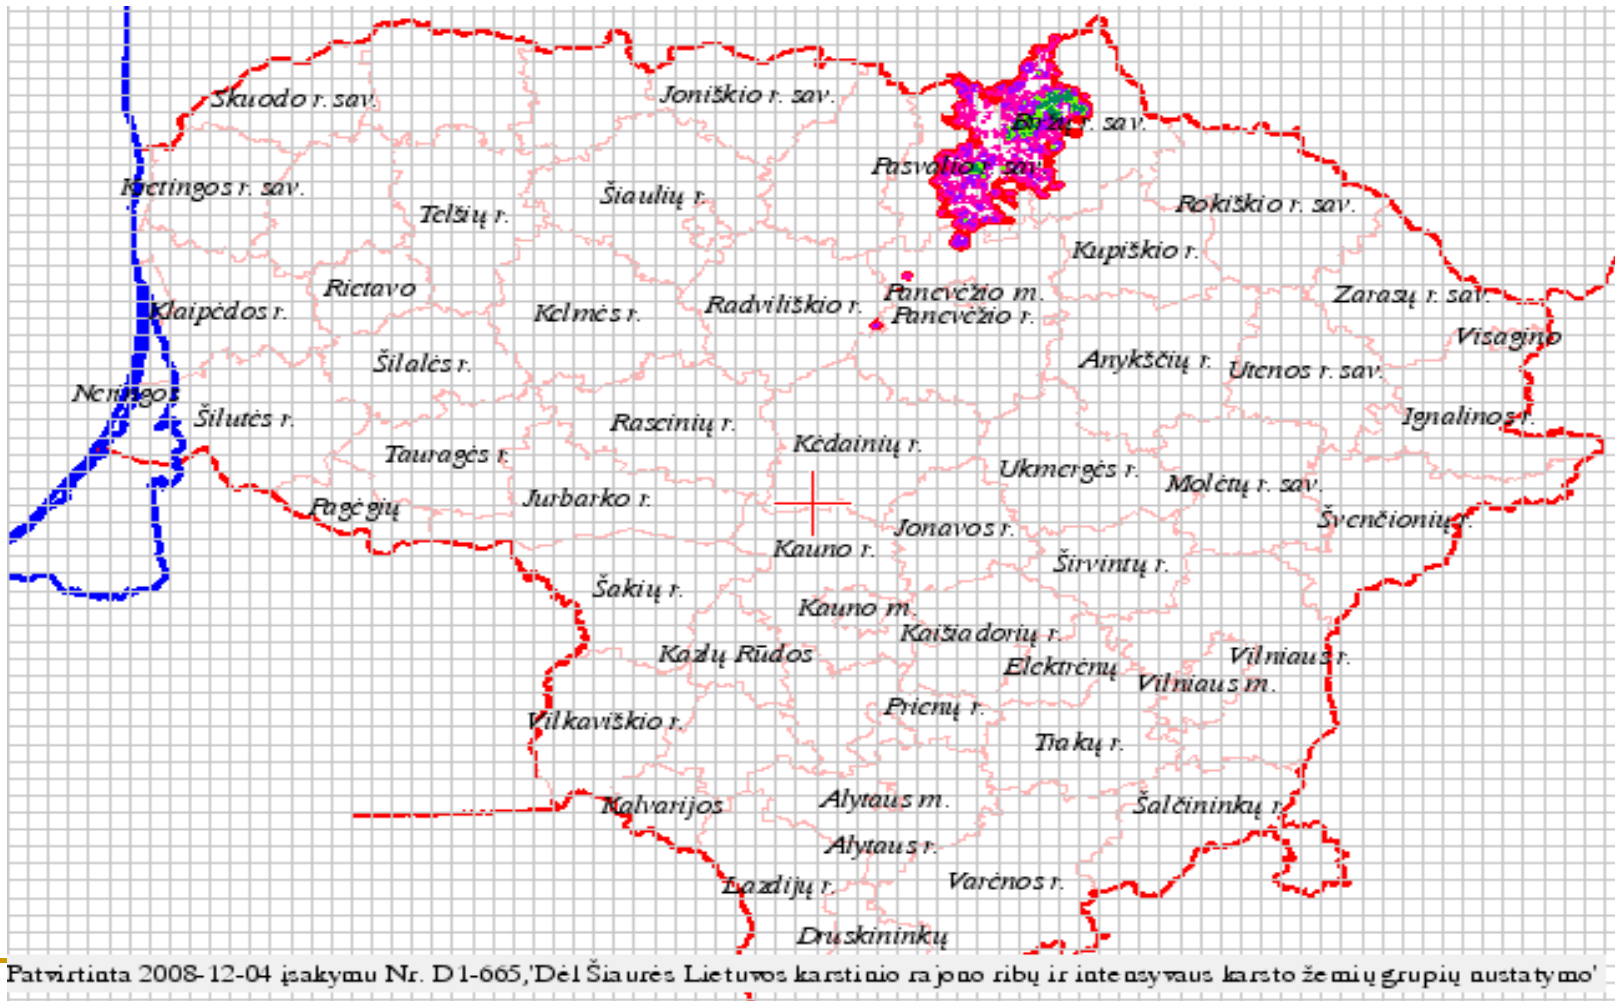 Skuodo r. sav.
Joniškio r. sav.
Biržų r. sav.
Pasvalio r. sav.
Kretingos r. sav.
Šiaulių r.
Telšių r.
Rokiškio r. sav.
Kupiškio r.
Rietavo
Klaipėdos r.
Kelmės r.
Radviliškio r.
Panevėžio m.
Panevėžio r.
Zarasų r. sav.
Visagino
Šilalės r.
Anykščių r.
Utenos r. sav.
Neringos
Šilutės r.
Raseinių r.
Ignalinos r.
Kėdainių r.
Tauragės r.
Ukmergės r.
Molėtų r. sav.
Pagėgių
Jurbarko r.
Jonavos r.
Švenčionių r.
Kauno r.
Širvintų r.
Šakių r.
Kauno m.
Kaišiadorių r.
Kazlų Rūdos
Elektrėnų
Vilniaus r.
Vilniaus m.
Prienų r.
Vilkaviškio r.
Trakų r.
Kalvarijos
Alytaus m.
Šalčininkų r.
Alytaus r.
Lazdijų r.
Varėnos r.
Druskininkų
Patvirtinta 2008-12-04 įsakymu Nr. D1-665,'Dėl Šiaurės Lietuvos karstinio rajono ribų ir intensyvaus karsto žemių grupių nustatymo'